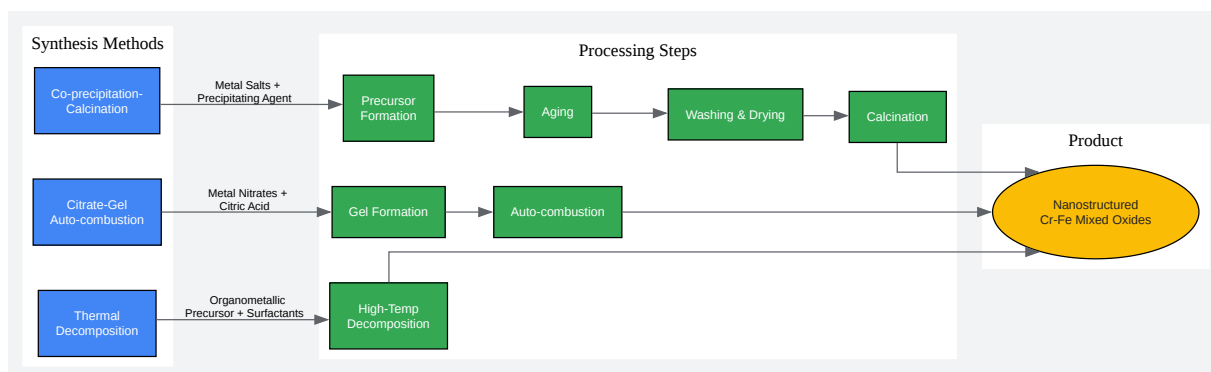 Synthesis Methods
Processing Steps
Product
Co-precipitation-
Calcination
Metal Salts +
Precipitating Agent
Precursor
Formation
Aging
Washing & Drying
Calcination
Citrate-Gel
Auto-combustion
Metal Nitrates +
Citric Acid
Gel Formation
Auto-combustion
Nanostructured
Cr-Fe Mixed Oxides
Thermal
Decomposition
Organometallic
Precursor + Surfactants
High-Temp
Decomposition